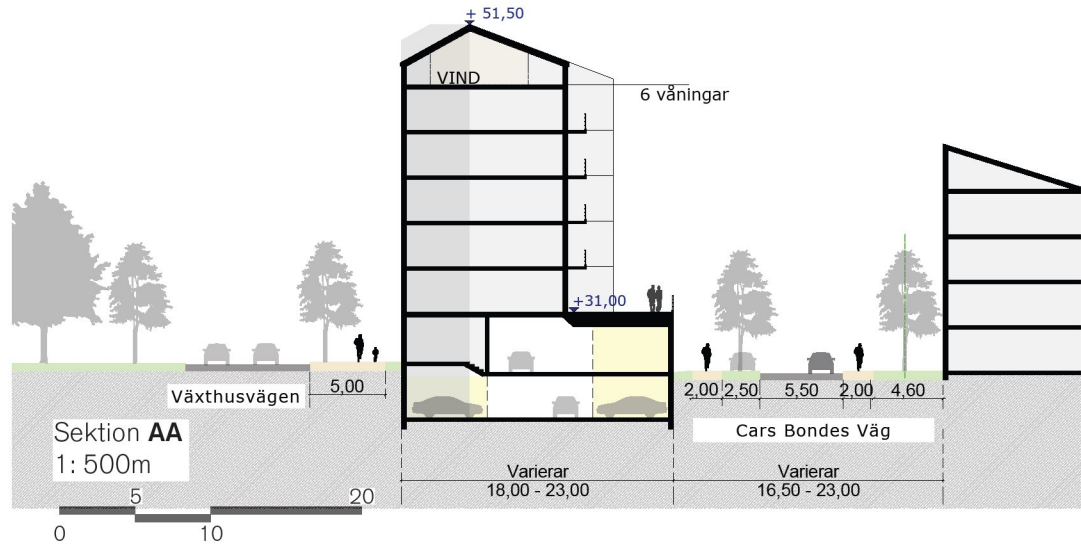 + 51,50
VIND
6 våningar
+31,00
5,00
2,00 2,50 5,50 2,00 4,60
Växthusvägen
Cars Bondes Väg
Sektion AA
1: 500m
Varierar
18,00 - 23,00
Varierar
16,50 - 23,00
5 20
0 10